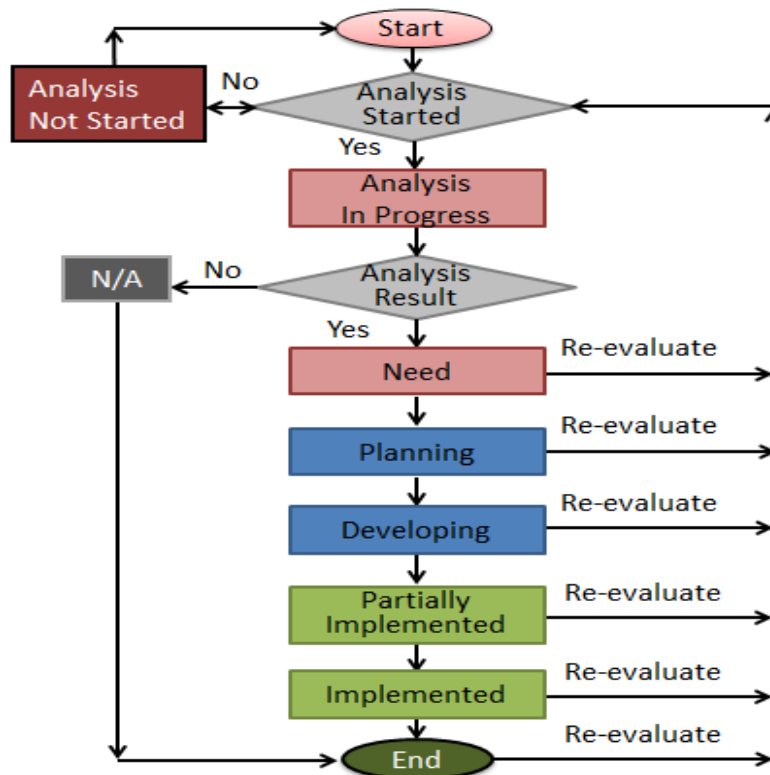 Start
Analysis
Not Started
No
Analysis
Started
Yes
Analysis
In Progress
N/A
No
Analysis
Result
Yes
Need
Re-evaluate
Planning
Re-evaluate
Developing
Re-evaluate
Partially
Implemented
Re-evaluate
Implemented
Re-evaluate
End
Re-evaluate